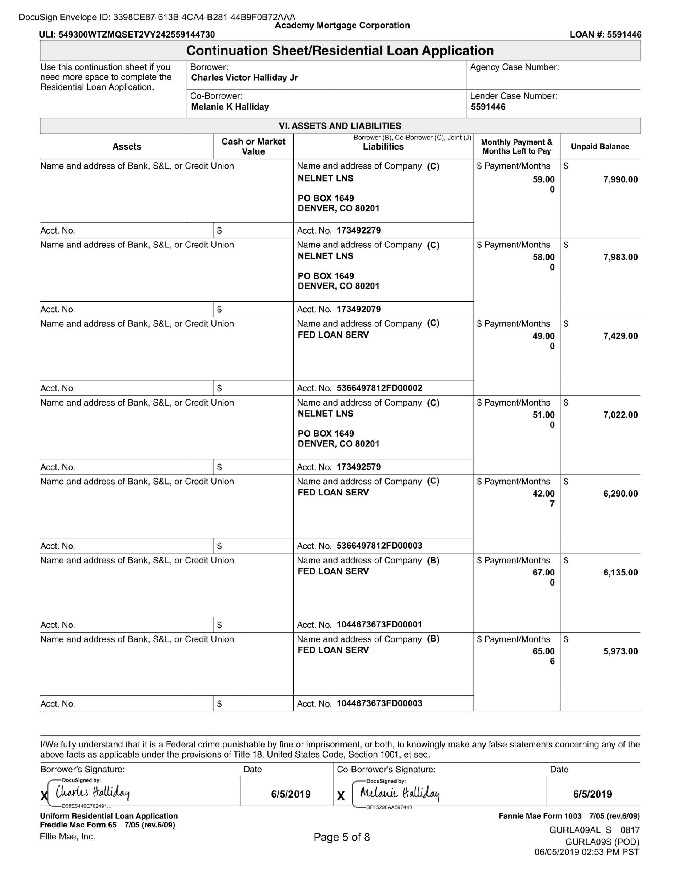 DocuSign Envelope ID: 3398CE87-613B-4CA4-B281-44B9F0B72AAA
Academy Mortgage Corporation
ULI: 549300WTZMQSET2VY242559144730 LOAN #: 5591446
Continuation Sheet/Residential Loan Application
Use this continuation sheet if you
need more space to complete the
Residential Loan Application.
Borrower:
Charles Victor Halliday Jr
Agency Case Number:
Co-Borrower:
Melanie K Halliday
Lender Case Number:
5591446
VI. ASSETS AND LIABILITIES
Assets
Cash or Market
Value
Borrower (B), Co-Borrower (C), Joint (J)
Liabilities
Monthly Payment &
Months Left to Pay
Unpaid Balance
Name and address of Bank, S&L, or Credit Union Name and address of Company (C) $ Payment/Months $
NELNET LNS 59.00 7,990.00
0
PO BOX 1649
DENVER, CO 80201
Acct. No. $ Acct. No. 173492279
Name and address of Bank, S&L, or Credit Union Name and address of Company (C) $ Payment/Months $
NELNET LNS 58.00 7,983.00
0
PO BOX 1649
DENVER, CO 80201
Acct. No. $ Acct. No. 173492079
Name and address of Bank, S&L, or Credit Union Name and address of Company (C) $ Payment/Months $
FED LOAN SERV 49.00 7,429.00
0
Acct. No. $ Acct. No. 5366497812FD00002
Name and address of Bank, S&L, or Credit Union Name and address of Company (C) $ Payment/Months $
NELNET LNS 51.00 7,022.00
0
PO BOX 1649
DENVER, CO 80201
Acct. No. $ Acct. No. 173492579
Name and address of Bank, S&L, or Credit Union Name and address of Company (C) $ Payment/Months $
FED LOAN SERV 42.00 6,290.00
7
Acct. No. $ Acct. No. 5366497812FD00003
Name and address of Bank, S&L, or Credit Union Name and address of Company (B) $ Payment/Months $
FED LOAN SERV 67.00 6,135.00
0
Acct. No. $ Acct. No. 1044673673FD00001
Name and address of Bank, S&L, or Credit Union Name and address of Company (B) $ Payment/Months $
FED LOAN SERV 65.00 5,973.00
6
Acct. No. $ Acct. No. 1044673673FD00003
I/We fully understand that it is a Federal crime punishable by fine or imprisonment, or both, to knowingly make any false statements concerning any of the
above facts as applicable under the provisions of Title 18, United States Code, Section 1001, et seq.
Borrower's Signature: Date Co-Borrower's Signature: Date
DocuSigned by: DocuSigned by:
X Charles Halliday 6/5/2019 X Melanie Halliday 6/5/2019
Uniform Residential Loan Application Fannie Mae Form 1003 7/05 (rev.6/09)
Freddie Mac Form 65 7/05 (rev.6/09)
Ellie Mae, Inc. Page 5 of 8 GURLA09AL_S 0817
GURLA09S (POD)
06/05/2019 02:53 PM PST